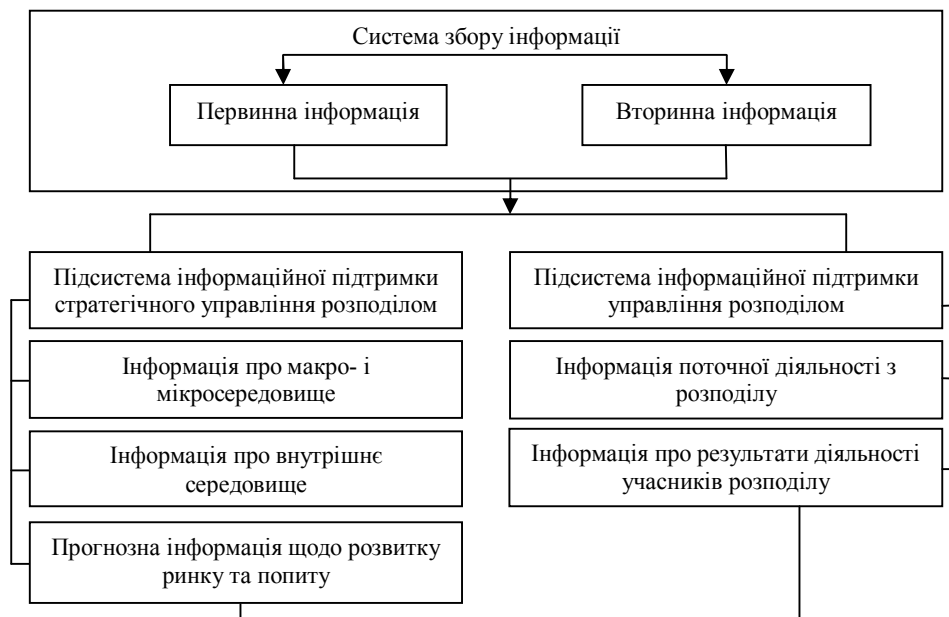 Система збору інформації
Первинна інформація
Вторинна інформація
Підсистема інформаційної підтримки
стратегічного управління розподілом
Інформація про макро- і
мікросередовище
Інформація про внутрішнє
середовище
Прогнозна інформація щодо розвитку
ринку та попиту
Підсистема інформаційної підтримки
управління розподілом
Інформація поточної діяльності з
розподілу
Інформація про результати діяльності
учасників розподілу